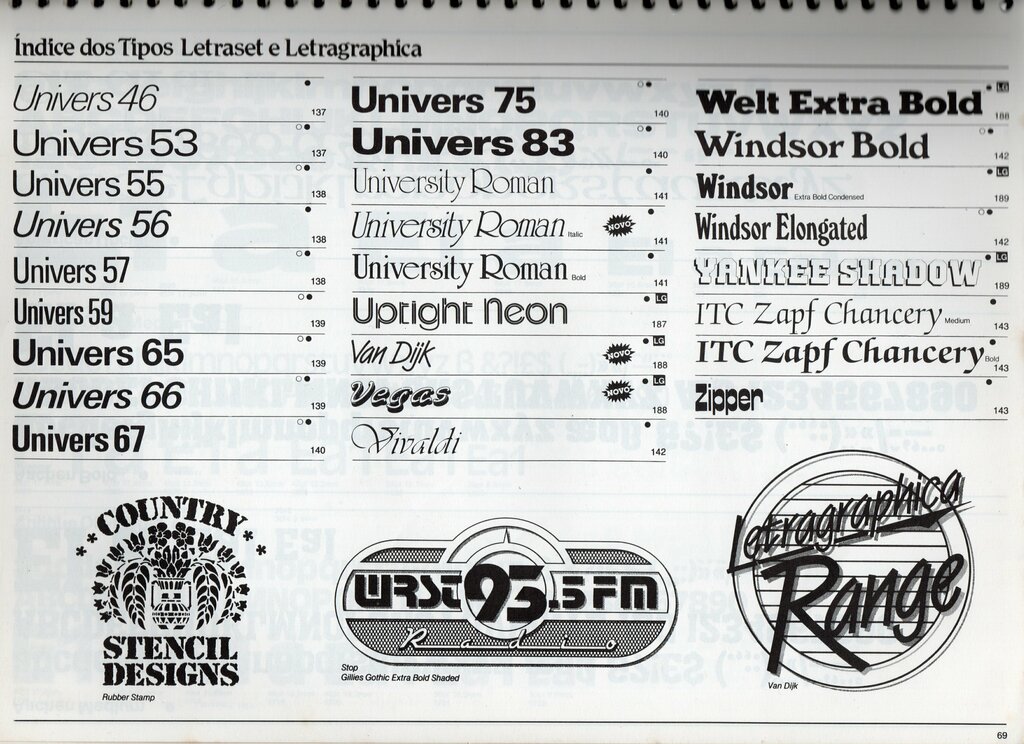 Índice dos Tipos Letraset e Letragraphica
Univers 46
137
Univers 53
137
Univers 55
138
Univers 56
138
Univers 57
138
Univers 59
139
Univers 65
139
Univers 66
139
Univers 67
140
Univers 75
140
Univers 83
140
University Roman
141
University Roman Italic NOVO
141
University Roman Bold
141
Uptight Neon LG
187
Van Dijk NOVO LG
188
Vegas NOVO LG
188
Vivaldi
142
Welt Extra Bold LG
188
Windsor Bold
142
Windsor Extra Bold Condensed LG
189
Windsor Elongated
142
YANKEE SHADOW LG
189
ITC Zapf Chancery Medium
143
ITC Zapf Chancery Bold
143
Zipper
143
COUNTRY
STENCIL
DESIGNS
Rubber Stamp
WRST 95.5 FM
Radio
Stop
Gillies Gothic Extra Bold Shaded
Letragraphica
Range
Van Dijk
69